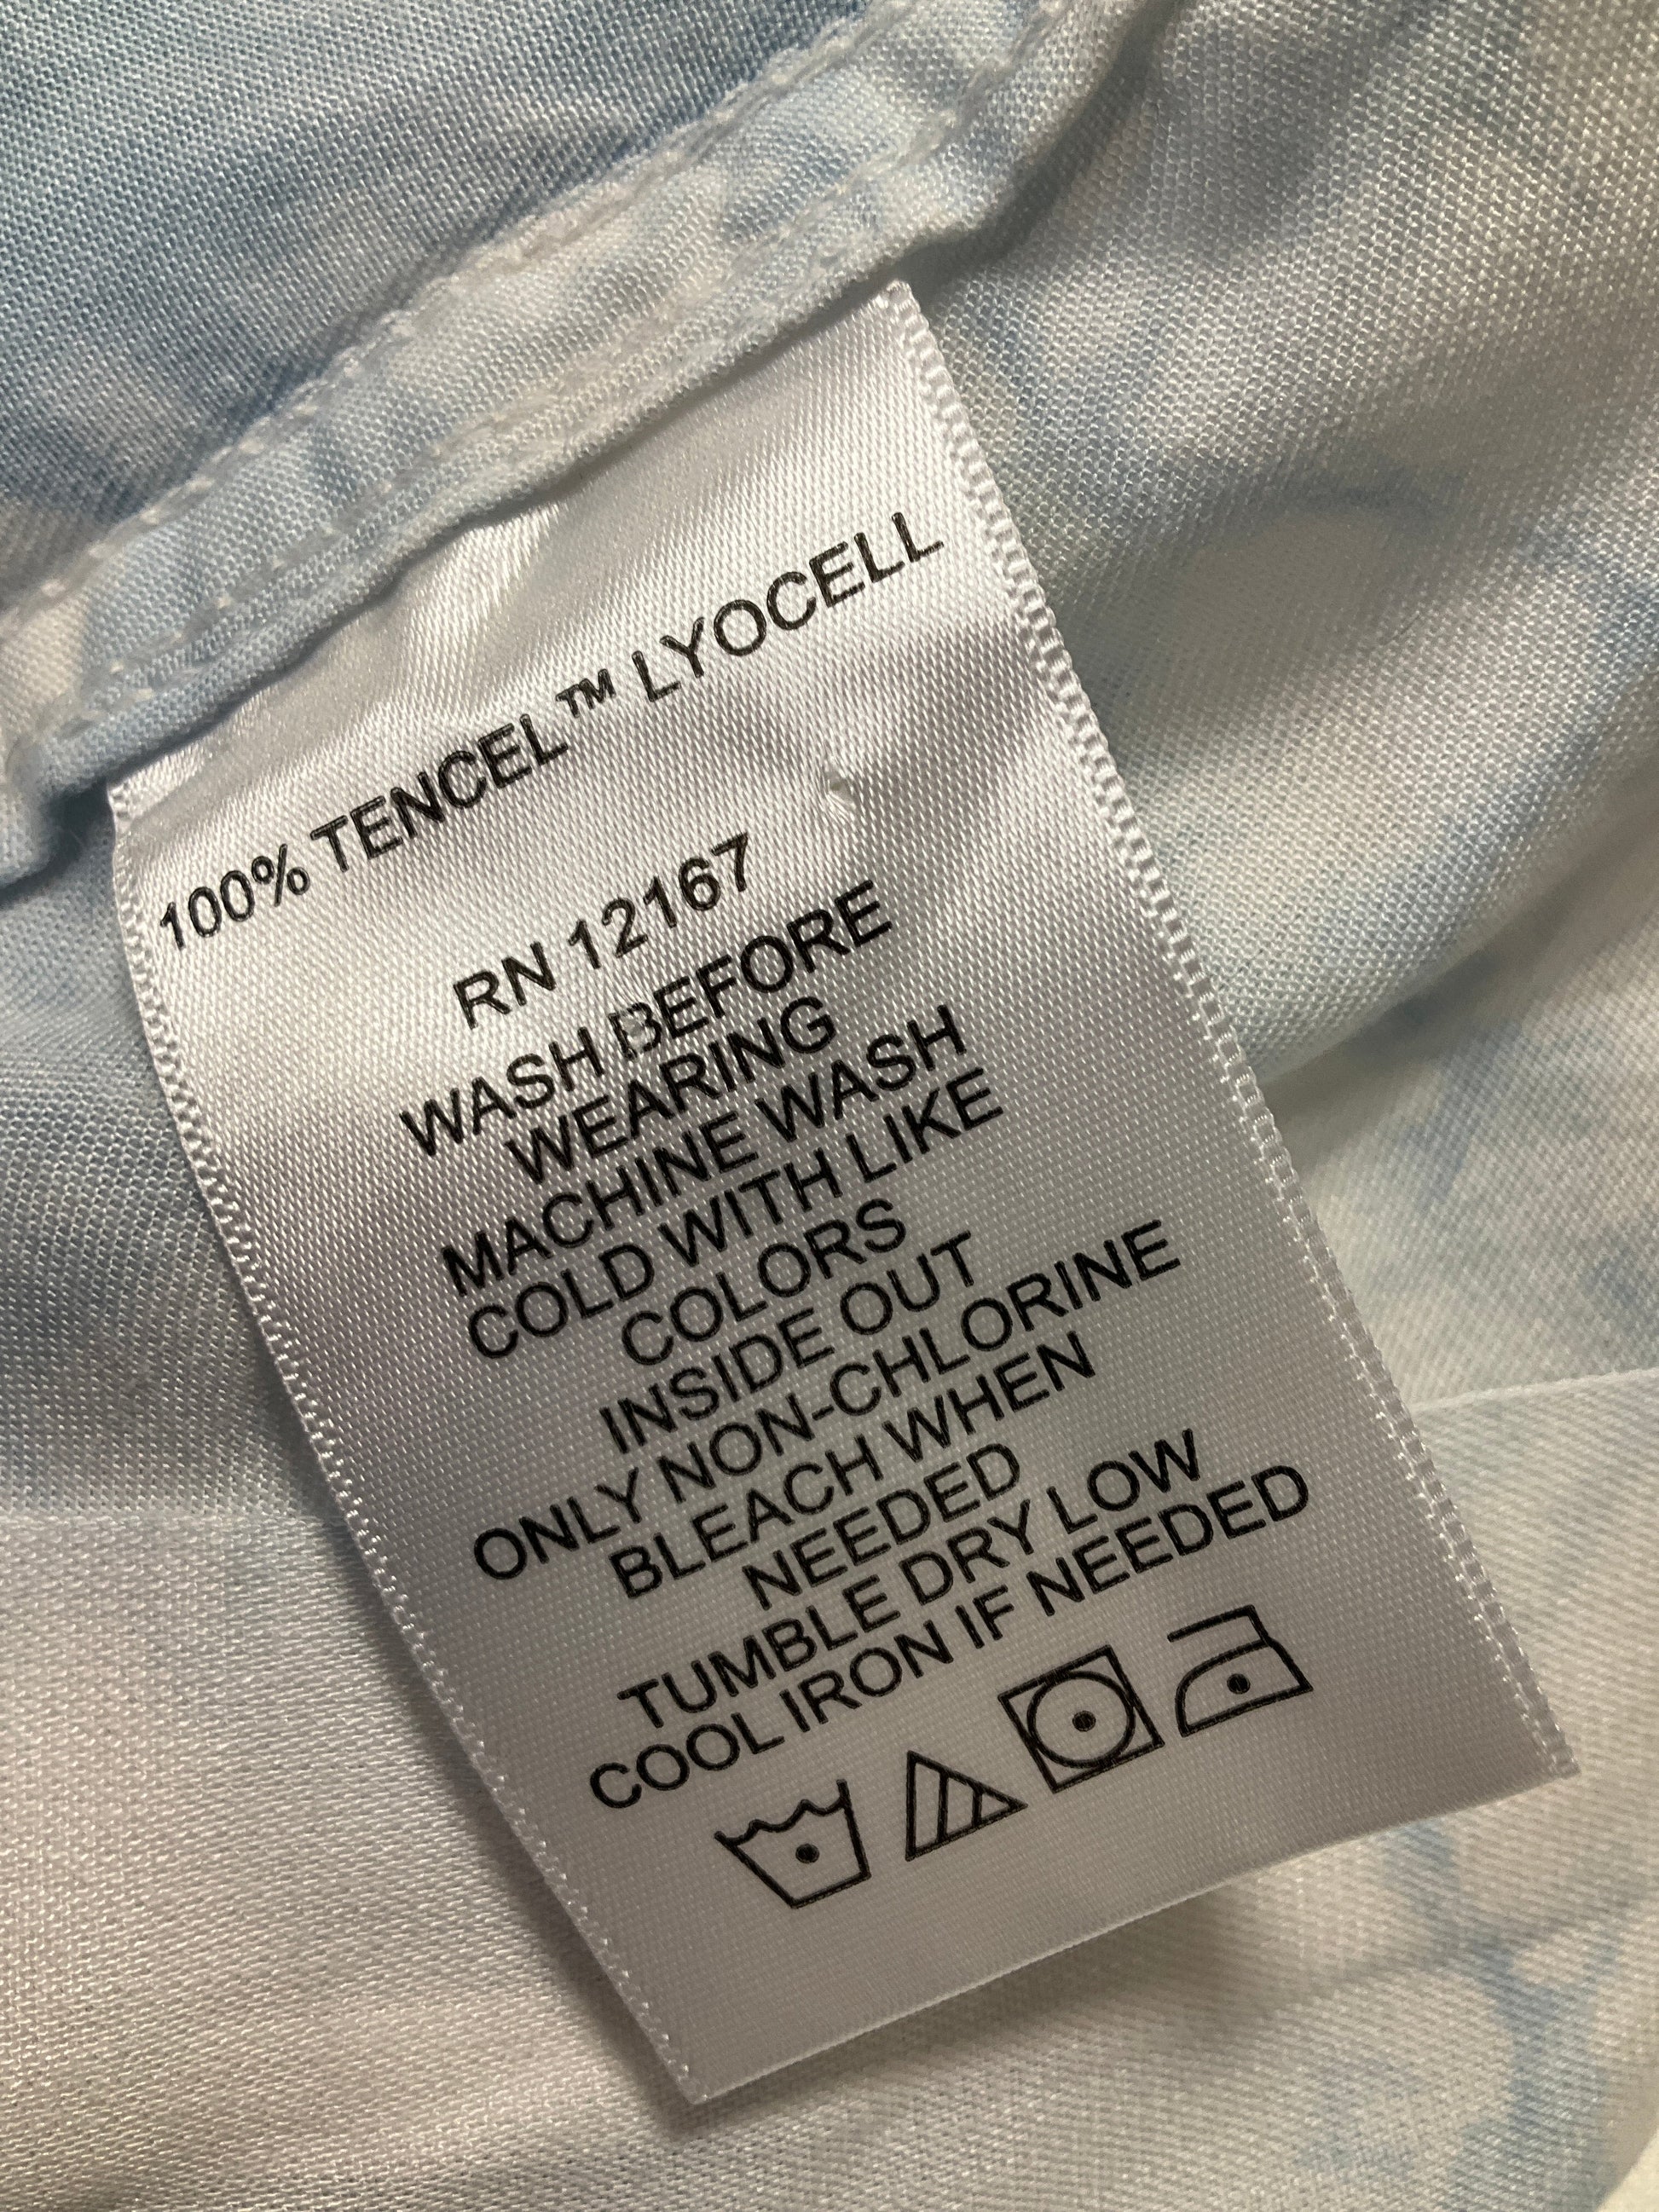 100% TENCEL™ LYOCELL
RN 12167
WASH BEFORE
WEARING
MACHINE WASH
COLD WITH LIKE
COLORS
INSIDE OUT
ONLY NON-CHLORINE
BLEACH WHEN
NEEDED
TUMBLE DRY LOW
COOL IRON IF NEEDED